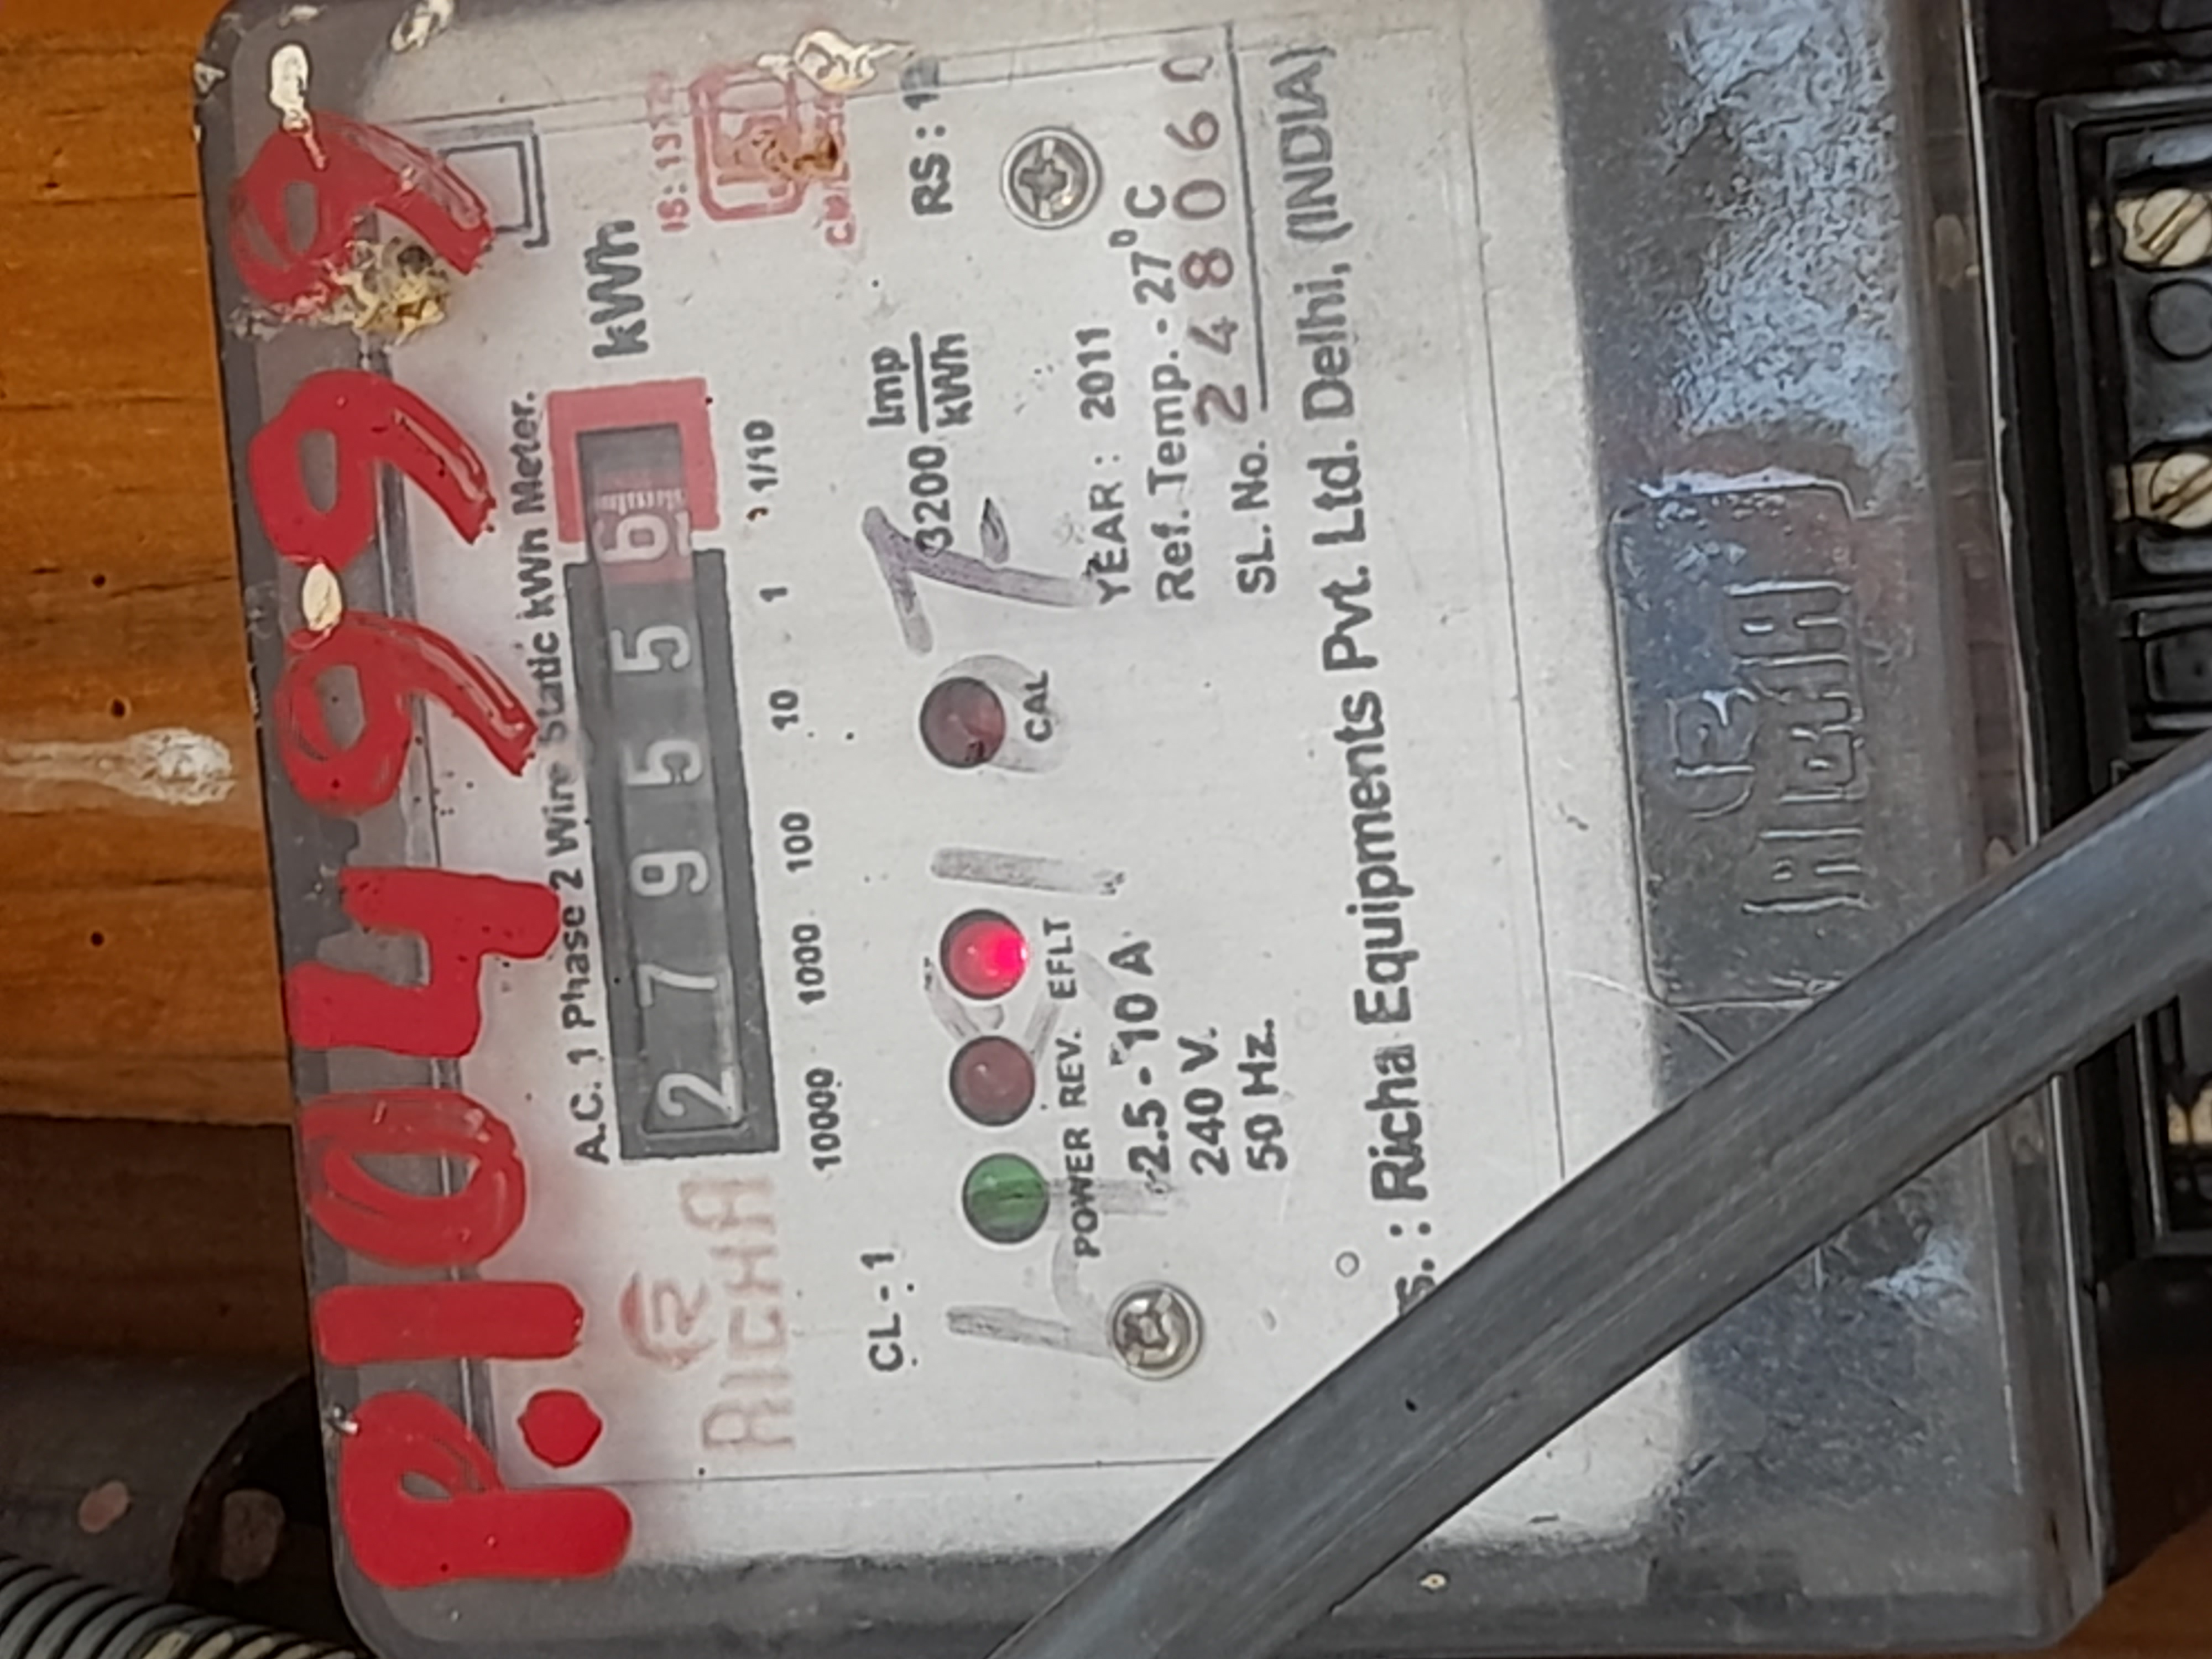 P.104999
A.C. 1 Phase 2 Wire Static kWh Meter.
RICHA
2 7 9 5 5 6 kWh
10000 1000 100 10 1 1/10
CL - 1
3200 Imp
kWh
RS :
POWER REV. EFLT CAL
2.5 - 10 A
240 V.
50 Hz.
YEAR : 2011
Ref. Temp. - 27⁰C
SL. No. 248060
: Richa Equipments Pvt. Ltd. Delhi, (INDIA)
RICHA